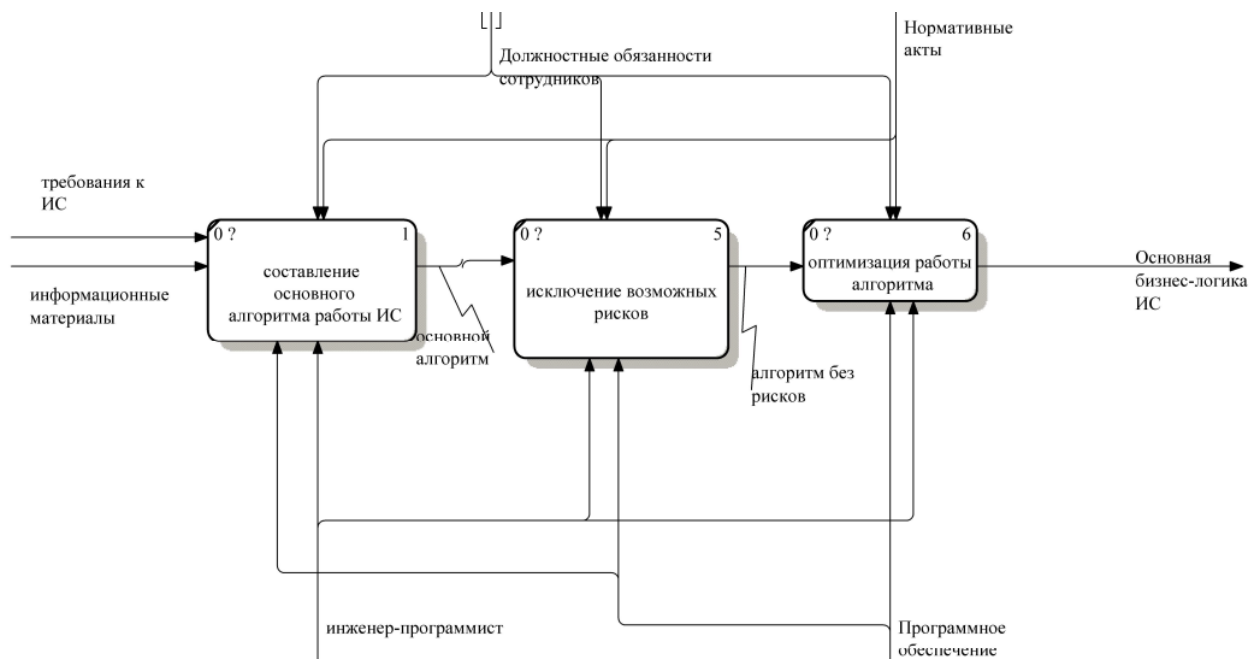 Нормативные
акты
Должностные обязанности
сотрудников
требования к
ИС
0 ? 1
составление
основного
алгоритма работы ИС
0 ? 5
исключение возможных
рисков
0 ? 6
оптимизация работы
алгоритма
Основная
бизнес-логика
ИС
информационные
материалы
основной
алгоритм
алгоритм без
рисков
инженер-программист
Программное
обеспечение